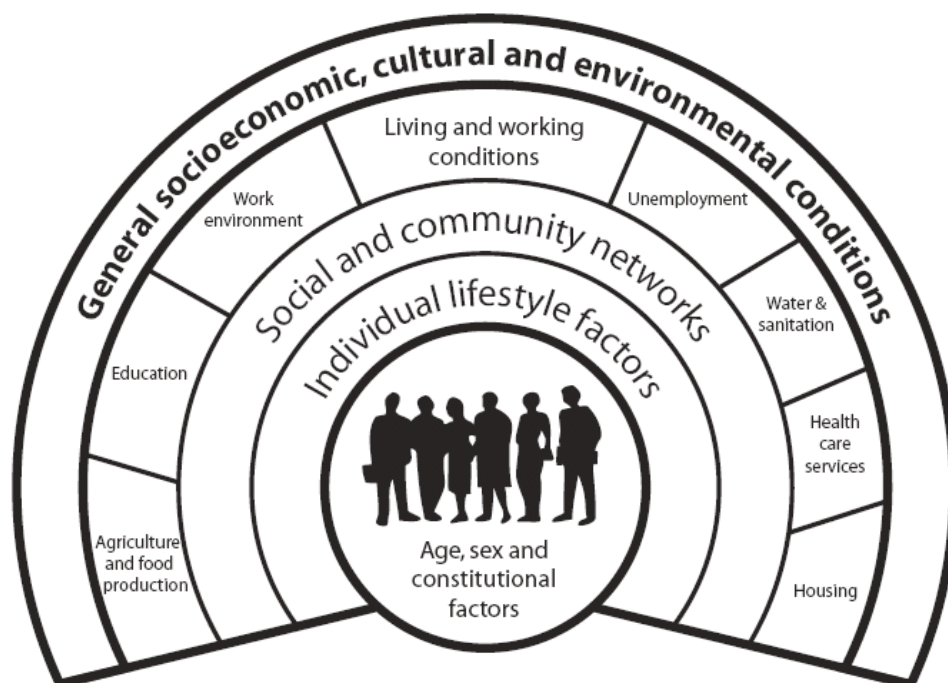 General socioeconomic, cultural and environmental conditions
Living and working
conditions
Work
environment
Unemployment
Education
Water &
sanitation
Agriculture
and food
production
Health
care
services
Housing
Social and community networks
Individual lifestyle factors
Age, sex and
constitutional
factors